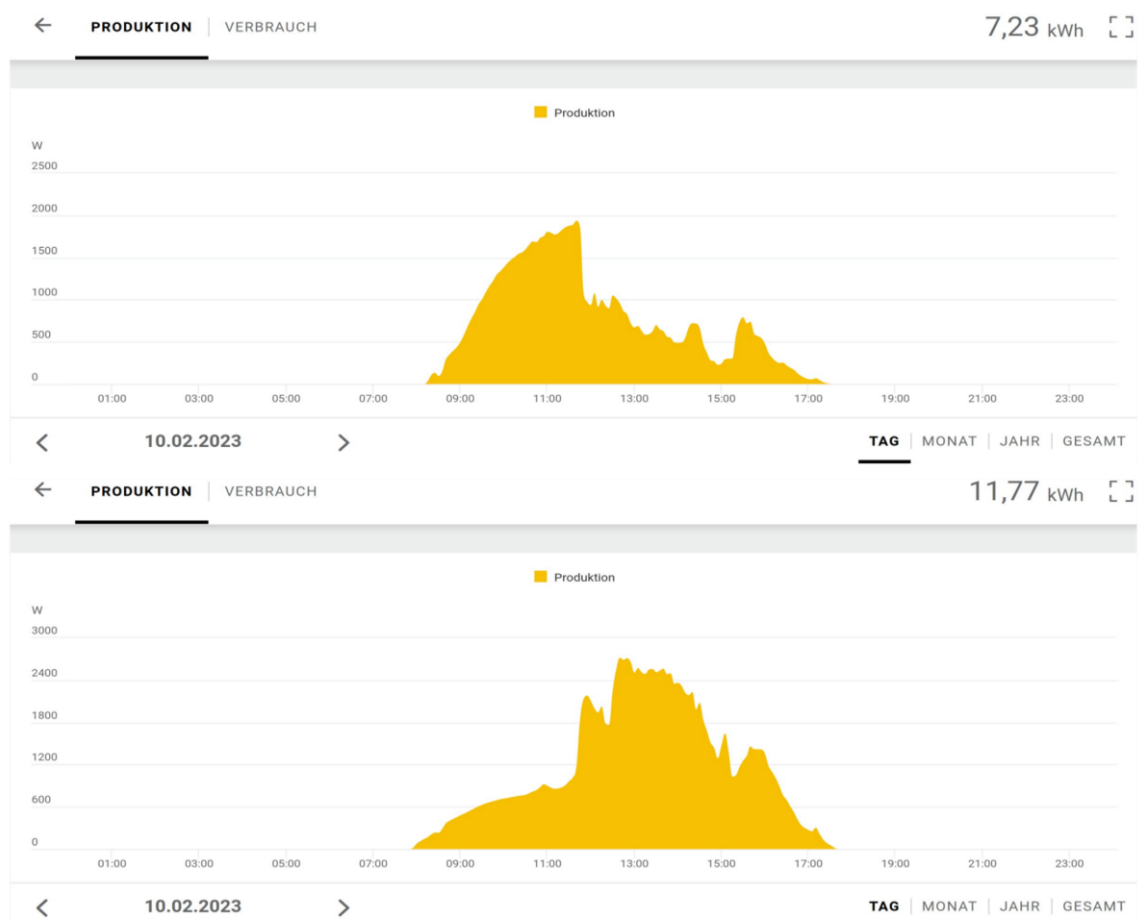 PRODUKTION | VERBRAUCH 7,23 kWh
Produktion
W
2500
2000
1500
1000
500
0
01:00 03:00 05:00 07:00 09:00 11:00 13:00 15:00 17:00 19:00 21:00 23:00
10.02.2023 TAG | MONAT | JAHR | GESAMT
PRODUKTION | VERBRAUCH 11,77 kWh
Produktion
W
3000
2400
1800
1200
600
0
01:00 03:00 05:00 07:00 09:00 11:00 13:00 15:00 17:00 19:00 21:00 23:00
10.02.2023 TAG | MONAT | JAHR | GESAMT